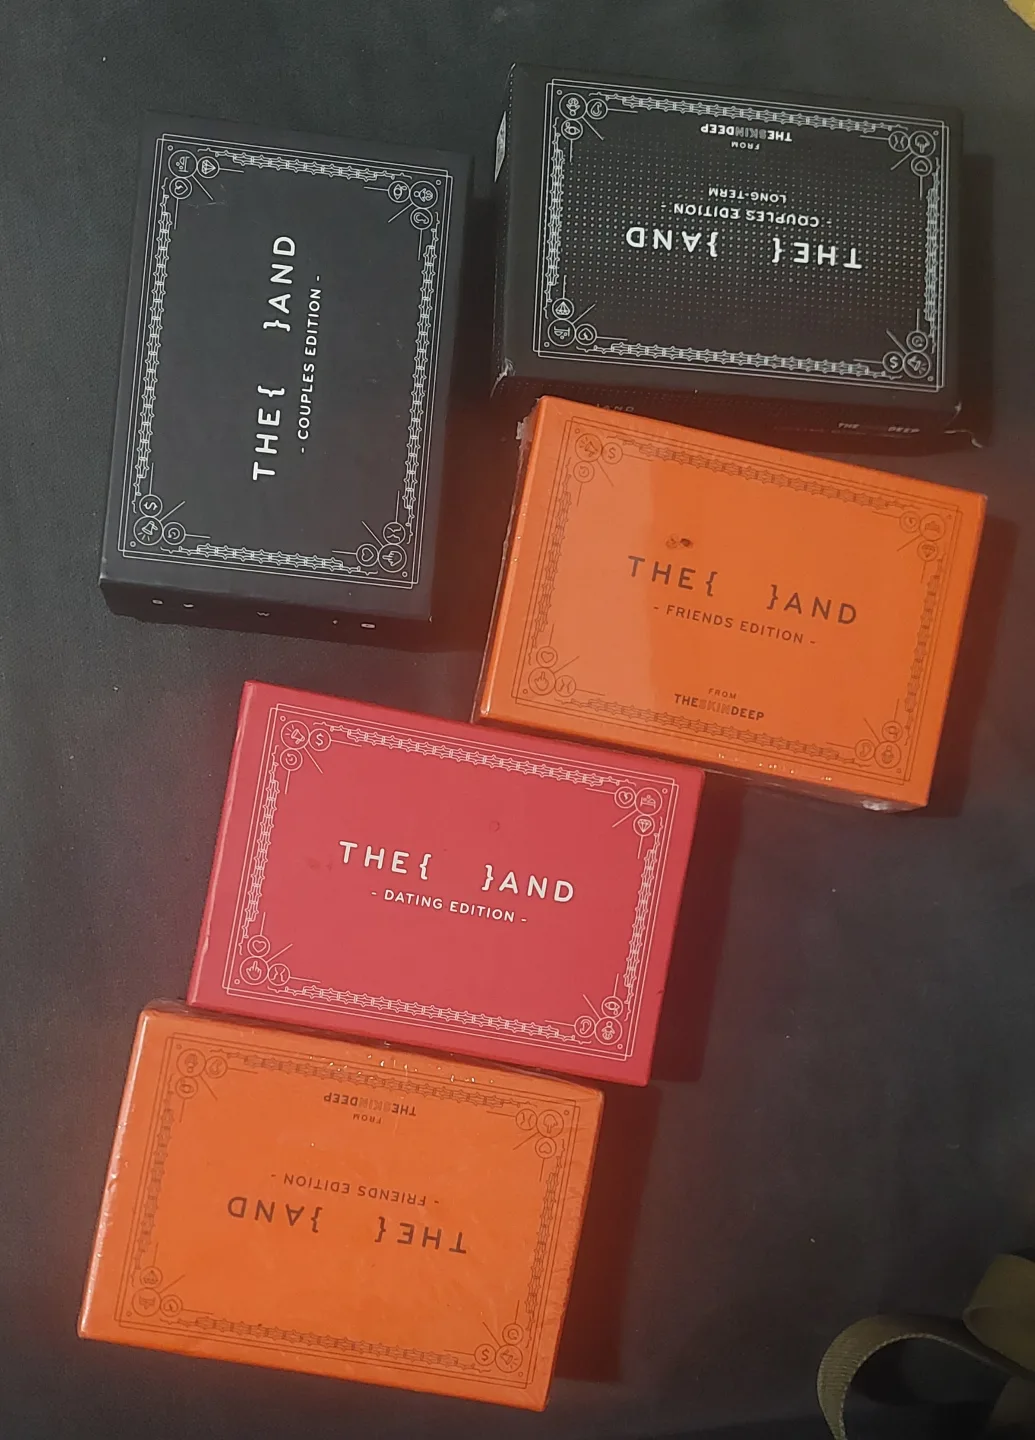 THE{ }AND
- COUPLES EDITION -
THE{ }AND
- COUPLES EDITION -
LONG-TERM
FROM
THESKINDEEP
THE{ }AND
- FRIENDS EDITION -
FROM
THESKINDEEP
THE{ }AND
- DATING EDITION -
THE{ }AND
- FRIENDS EDITION -
FROM
THESKINDEEP